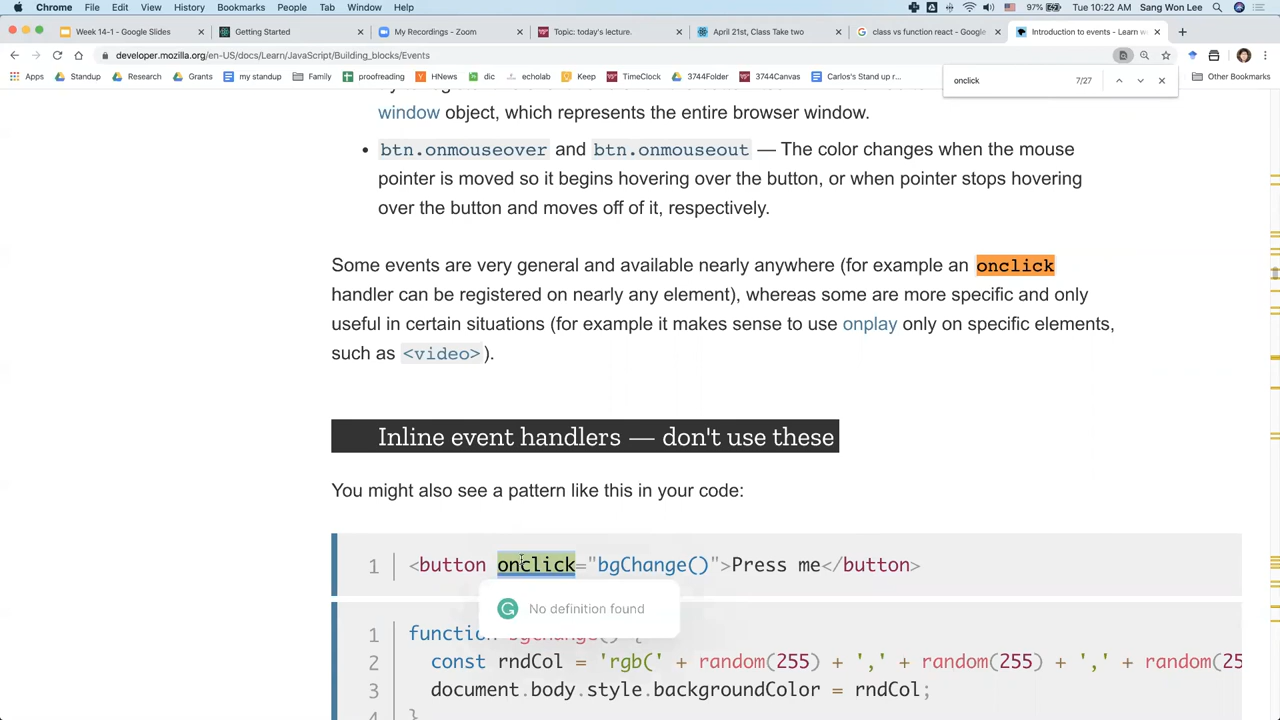 Chrome File Edit View History Bookmarks People Tab Window Help 97% Tue 10:22 AM Sang Won Lee
Week 14-1 - Google Slides Getting Started My Recordings - Zoom Topic: today's lecture. April 21st, Class Take two class vs function react - Google Introduction to events - Learn w
developer.mozilla.org/en-US/docs/Learn/JavaScript/Building_blocks/Events
Apps Standup Research Grants my standup Family proofreading HNews dic echolab Keep TimeClock 3744Folder 3744Canvas Carlos's Stand up r... Other Bookmarks
onclick 7/27
window object, which represents the entire browser window.
• btn.onmouseover and btn.onmouseout — The color changes when the mouse
pointer is moved so it begins hovering over the button, or when pointer stops hovering
over the button and moves off of it, respectively.
Some events are very general and available nearly anywhere (for example an onclick
handler can be registered on nearly any element), whereas some are more specific and only
useful in certain situations (for example it makes sense to use onplay only on specific elements,
such as <video>).
Inline event handlers — don't use these
You might also see a pattern like this in your code:
1 <button onclick="bgChange()">Press me</button>
No definition found
1 function bgChange() {
2 const rndCol = 'rgb(' + random(255) + ',' + random(255) + ',' + random(25
3 document.body.style.backgroundColor = rndCol;
4 }